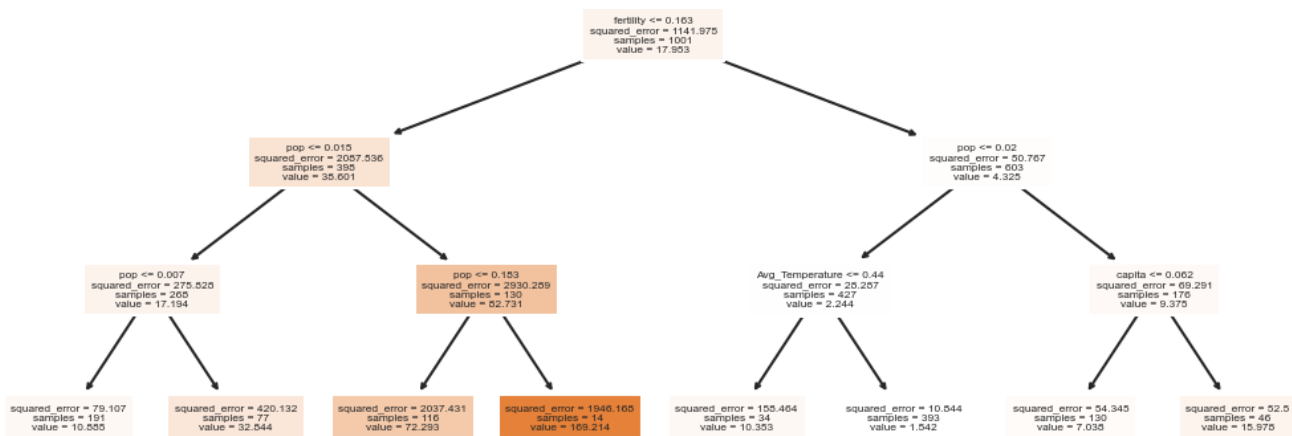 fertility <= 0.163
squared_error = 1141.975
samples = 1001
value = 17.953
pop <= 0.015
squared_error = 2087.536
samples = 398
value = 38.601
pop <= 0.02
squared_error = 50.767
samples = 603
value = 4.325
pop <= 0.007
squared_error = 275.828
samples = 268
value = 17.194
pop <= 0.183
squared_error = 2930.289
samples = 130
value = 82.731
Avg_Temperature <= 0.44
squared_error = 28.287
samples = 427
value = 2.244
capita <= 0.062
squared_error = 69.291
samples = 176
value = 9.375
squared_error = 79.107
samples = 191
value = 10.885
squared_error = 420.132
samples = 77
value = 32.844
squared_error = 2037.431
samples = 116
value = 72.293
squared_error = 1946.168
samples = 14
value = 169.214
squared_error = 158.464
samples = 34
value = 10.353
squared_error = 10.844
samples = 393
value = 1.542
squared_error = 54.345
samples = 130
value = 7.038
squared_error = 52.5
samples = 46
value = 15.978